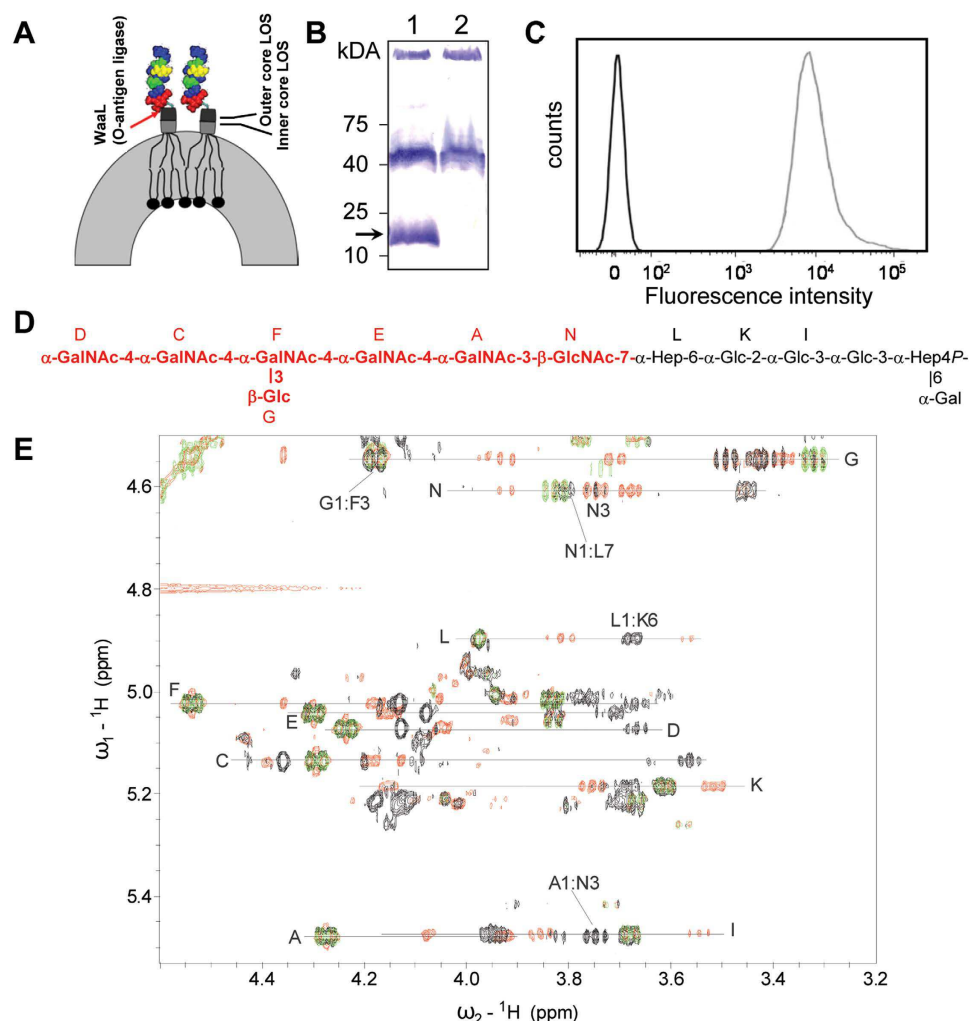 A
WaaL
(O-antigen ligase)
Outer core LOS
Inner core LOS
B
1 2
kDA
75
40
25
10
C
counts
0 10² 10³ 10⁴ 10⁵
Fluorescence intensity
D
D C F E A N L K I
α-GalNAc-4-α-GalNAc-4-α-GalNAc-4-α-GalNAc-4-α-GalNAc-3-β-GlcNAc-7-α-Hep-6-α-Glc-2-α-Glc-3-α-Glc-3-α-Hep4P-
|3 |6
β-Glc α-Gal
G
E
G
4.6
G1:F3
N
N3
N1:L7
4.8
L
L1:K6
5.0
F
E
D
C
5.2
K
A1:N3
5.4
A
I
4.4 4.2 4.0 3.8 3.6 3.4 3.2
ω₁ - ¹H (ppm)
ω₂ - ¹H (ppm)